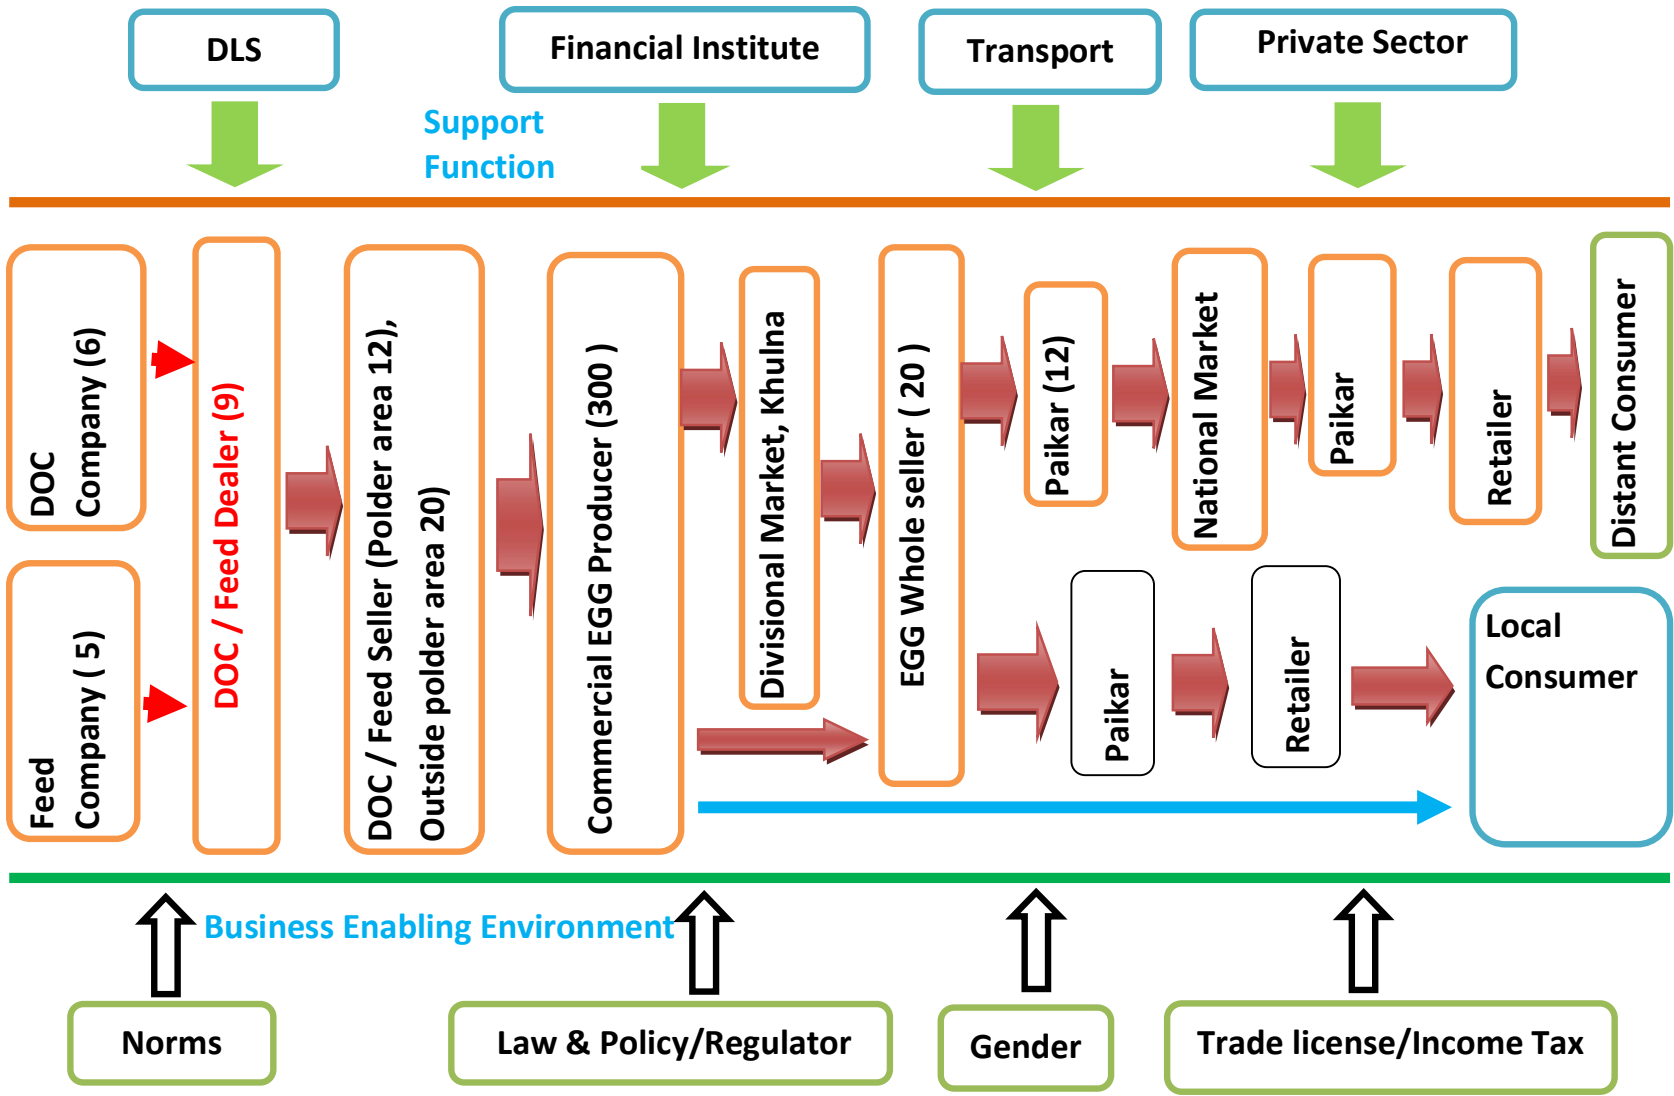 DLS
Financial Institute
Transport
Private Sector
Support
Function
DOC
Company (6)
Feed
Company ( 5)
DOC / Feed Dealer (9)
DOC / Feed Seller (Polder area 12),
Outside polder area 20)
Commercial EGG Producer (300 )
Divisional Market, Khulna
EGG Whole seller ( 20 )
Paikar (12)
National Market
Paikar
Retailer
Distant Consumer
Paikar
Retailer
Local
Consumer
Business Enabling Environment
Norms
Law & Policy/Regulator
Gender
Trade license/Income Tax